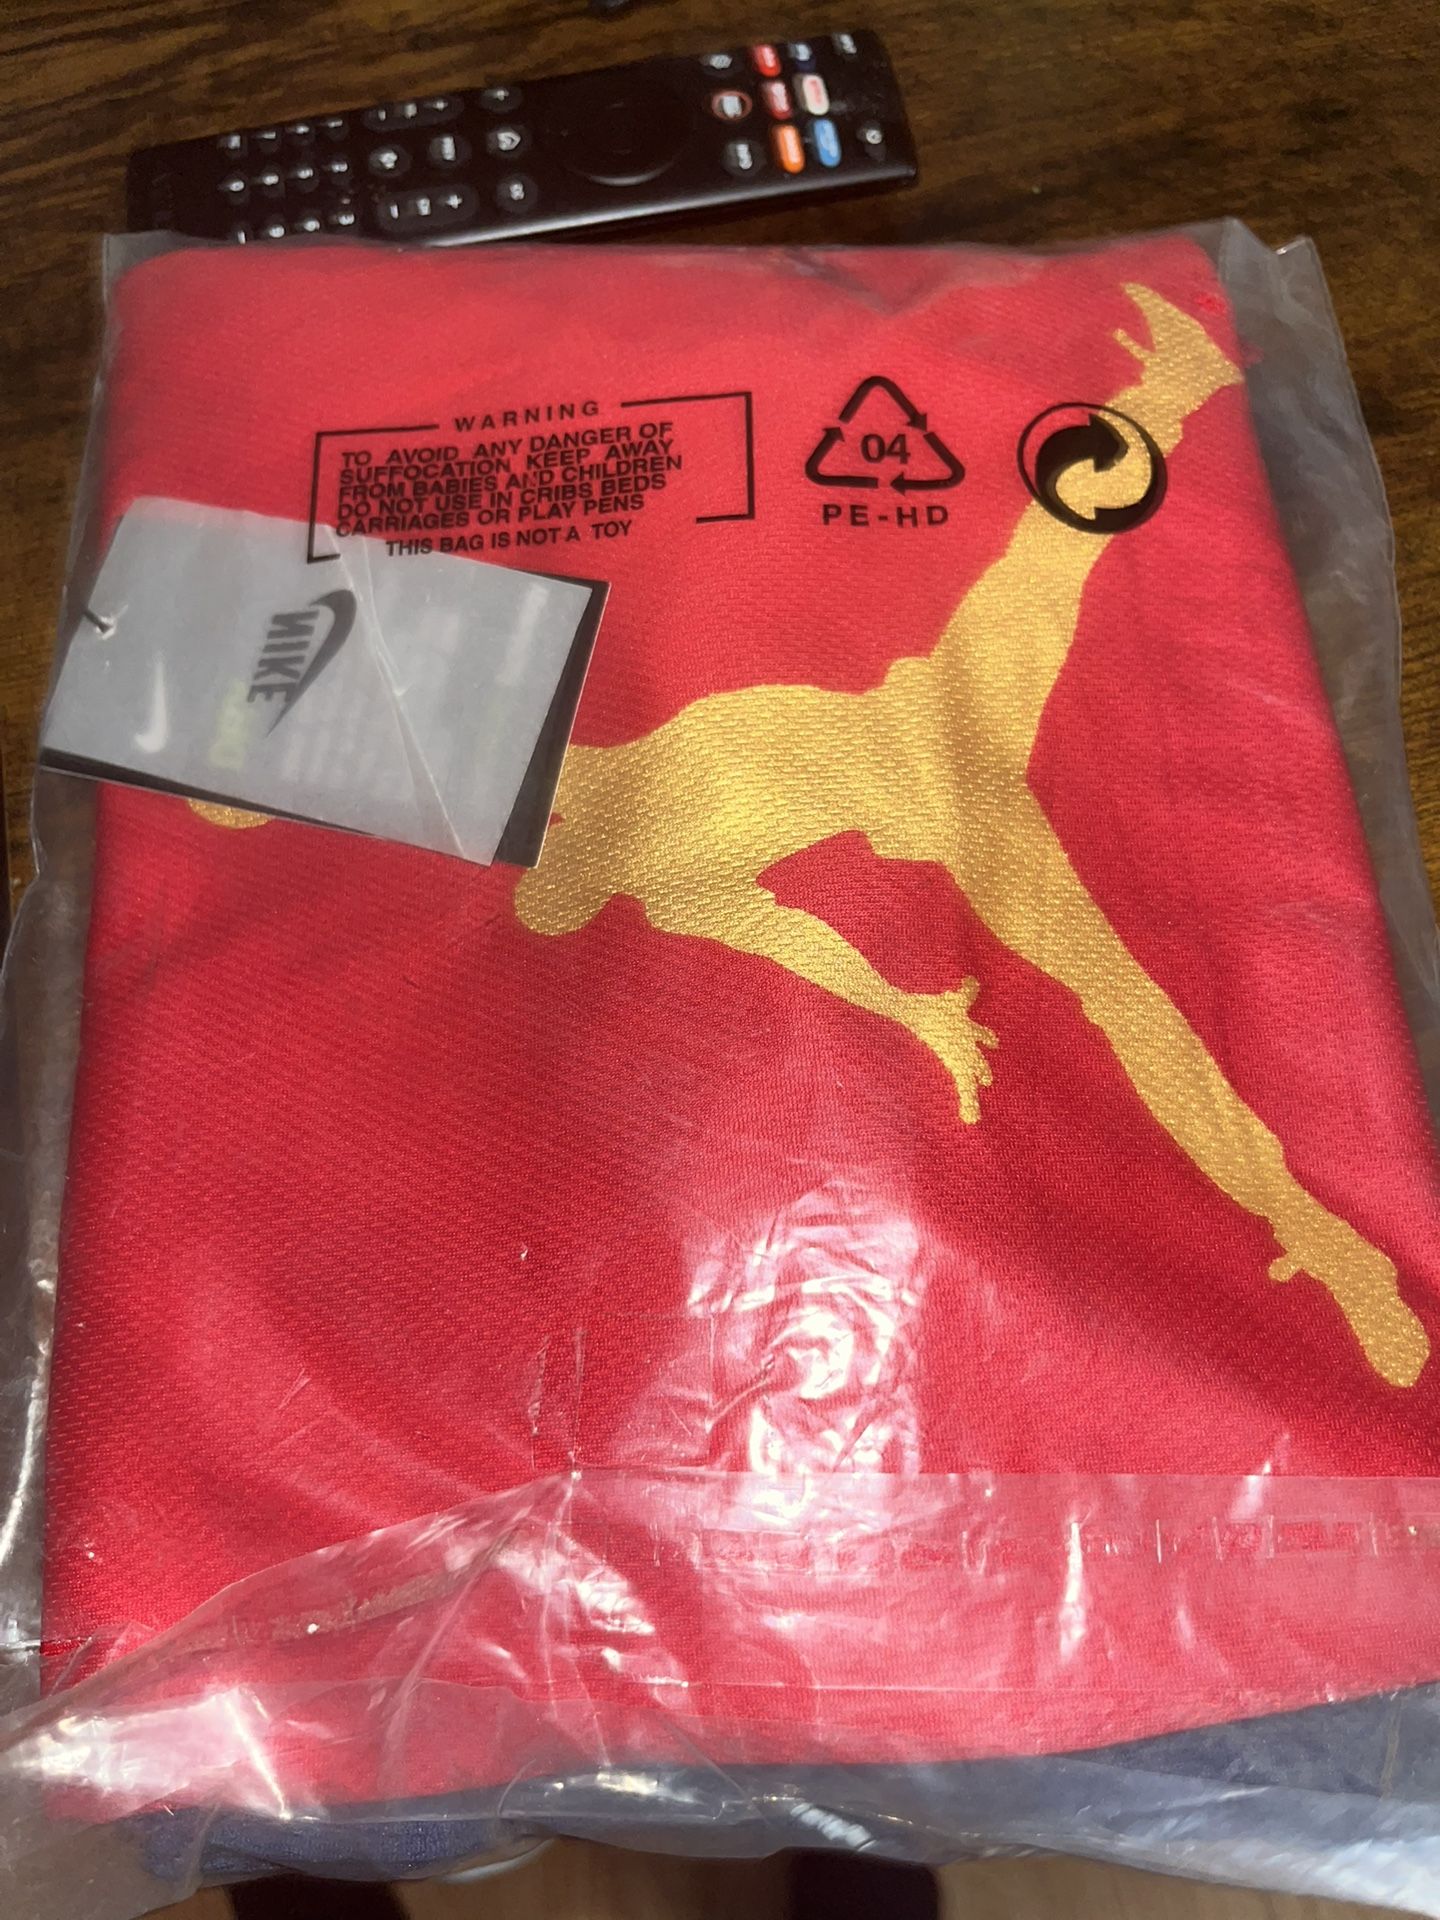 WARNING
TO AVOID ANY DANGER OF
SUFFOCATION KEEP AWAY
FROM BABIES AND CHILDREN
DO NOT USE IN CRIBS BEDS
CARRIAGES OR PLAY PENS
THIS BAG IS NOT A TOY
04
PE-HD
NIKE